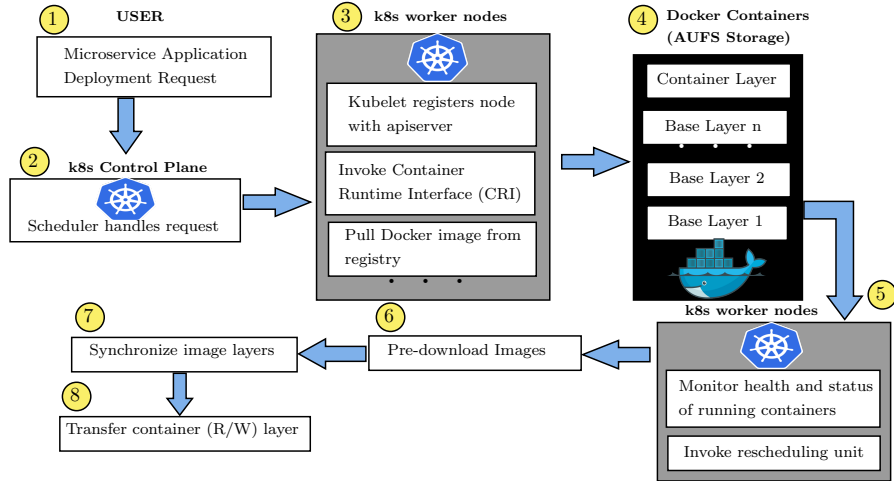 1
USER
Microservice Application
Deployment Request
2
k8s Control Plane
Scheduler handles request
3
k8s worker nodes
Kubelet registers node
with apiserver
Invoke Container
Runtime Interface (CRI)
Pull Docker image from
registry
. . .
4
Docker Containers
(AUFS Storage)
Container Layer
Base Layer n
. . .
Base Layer 2
Base Layer 1
5
k8s worker nodes
Monitor health and status
of running containers
Invoke rescheduling unit
6
Pre-download Images
7
Synchronize image layers
8
Transfer container (R/W) layer